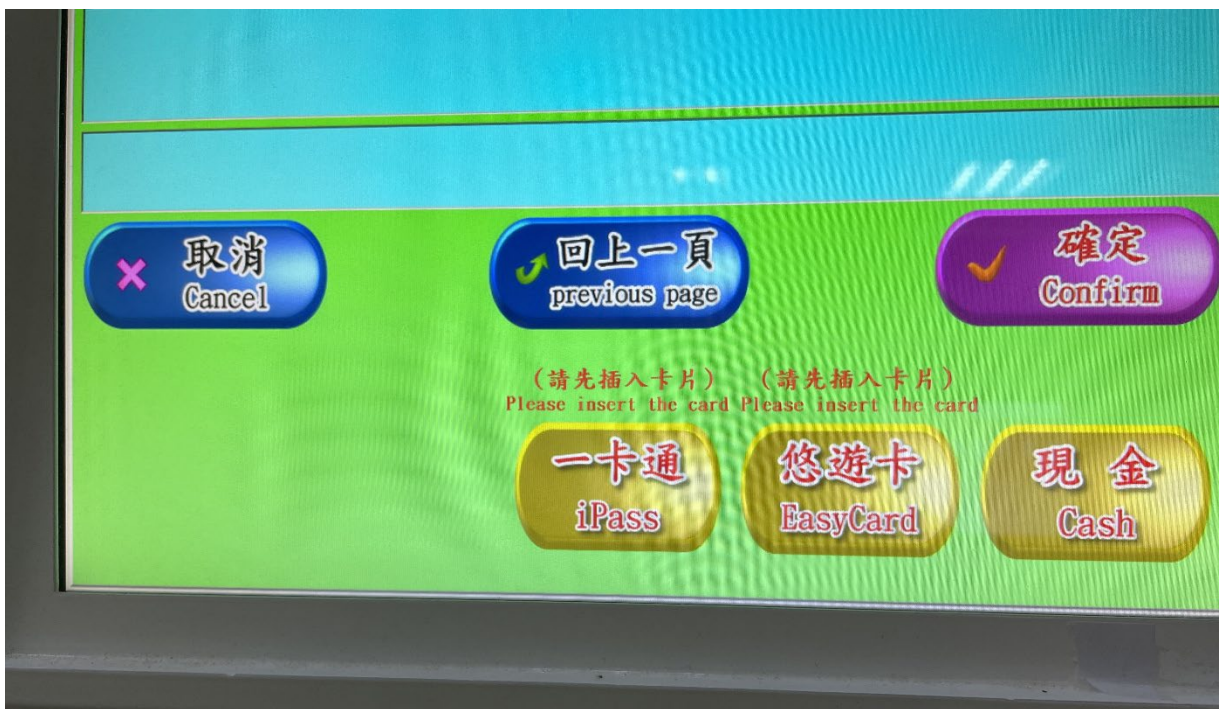 取消
Cancel
回上一頁
previous page
確定
Confirm
(請先插入卡片)
Please insert the card
(請先插入卡片)
Please insert the card
一卡通
iPass
悠遊卡
EasyCard
現金
Cash